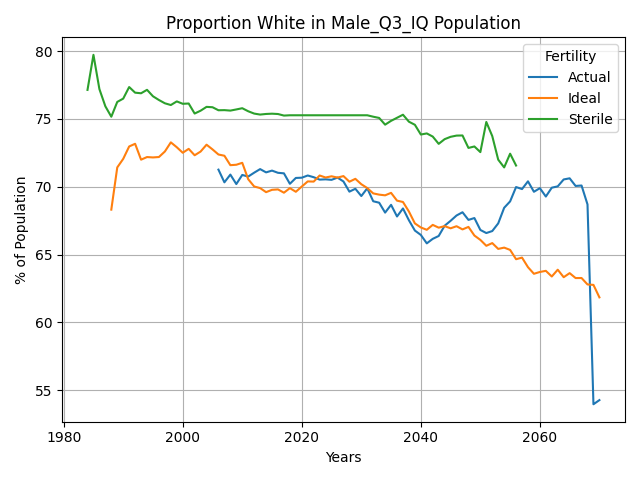 Proportion White in Male_Q3_IQ Population
% of Population
80
75
70
65
60
55
1980
2000
2020
2040
2060
Years
Fertility
Actual
Ideal
Sterile